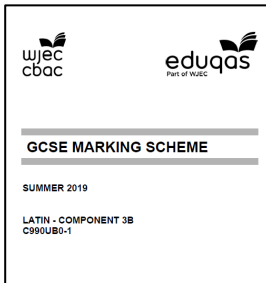 wjec
cbac
eduqas
Part of WJEC
GCSE MARKING SCHEME
SUMMER 2019
LATIN - COMPONENT 3B
C990UB0-1